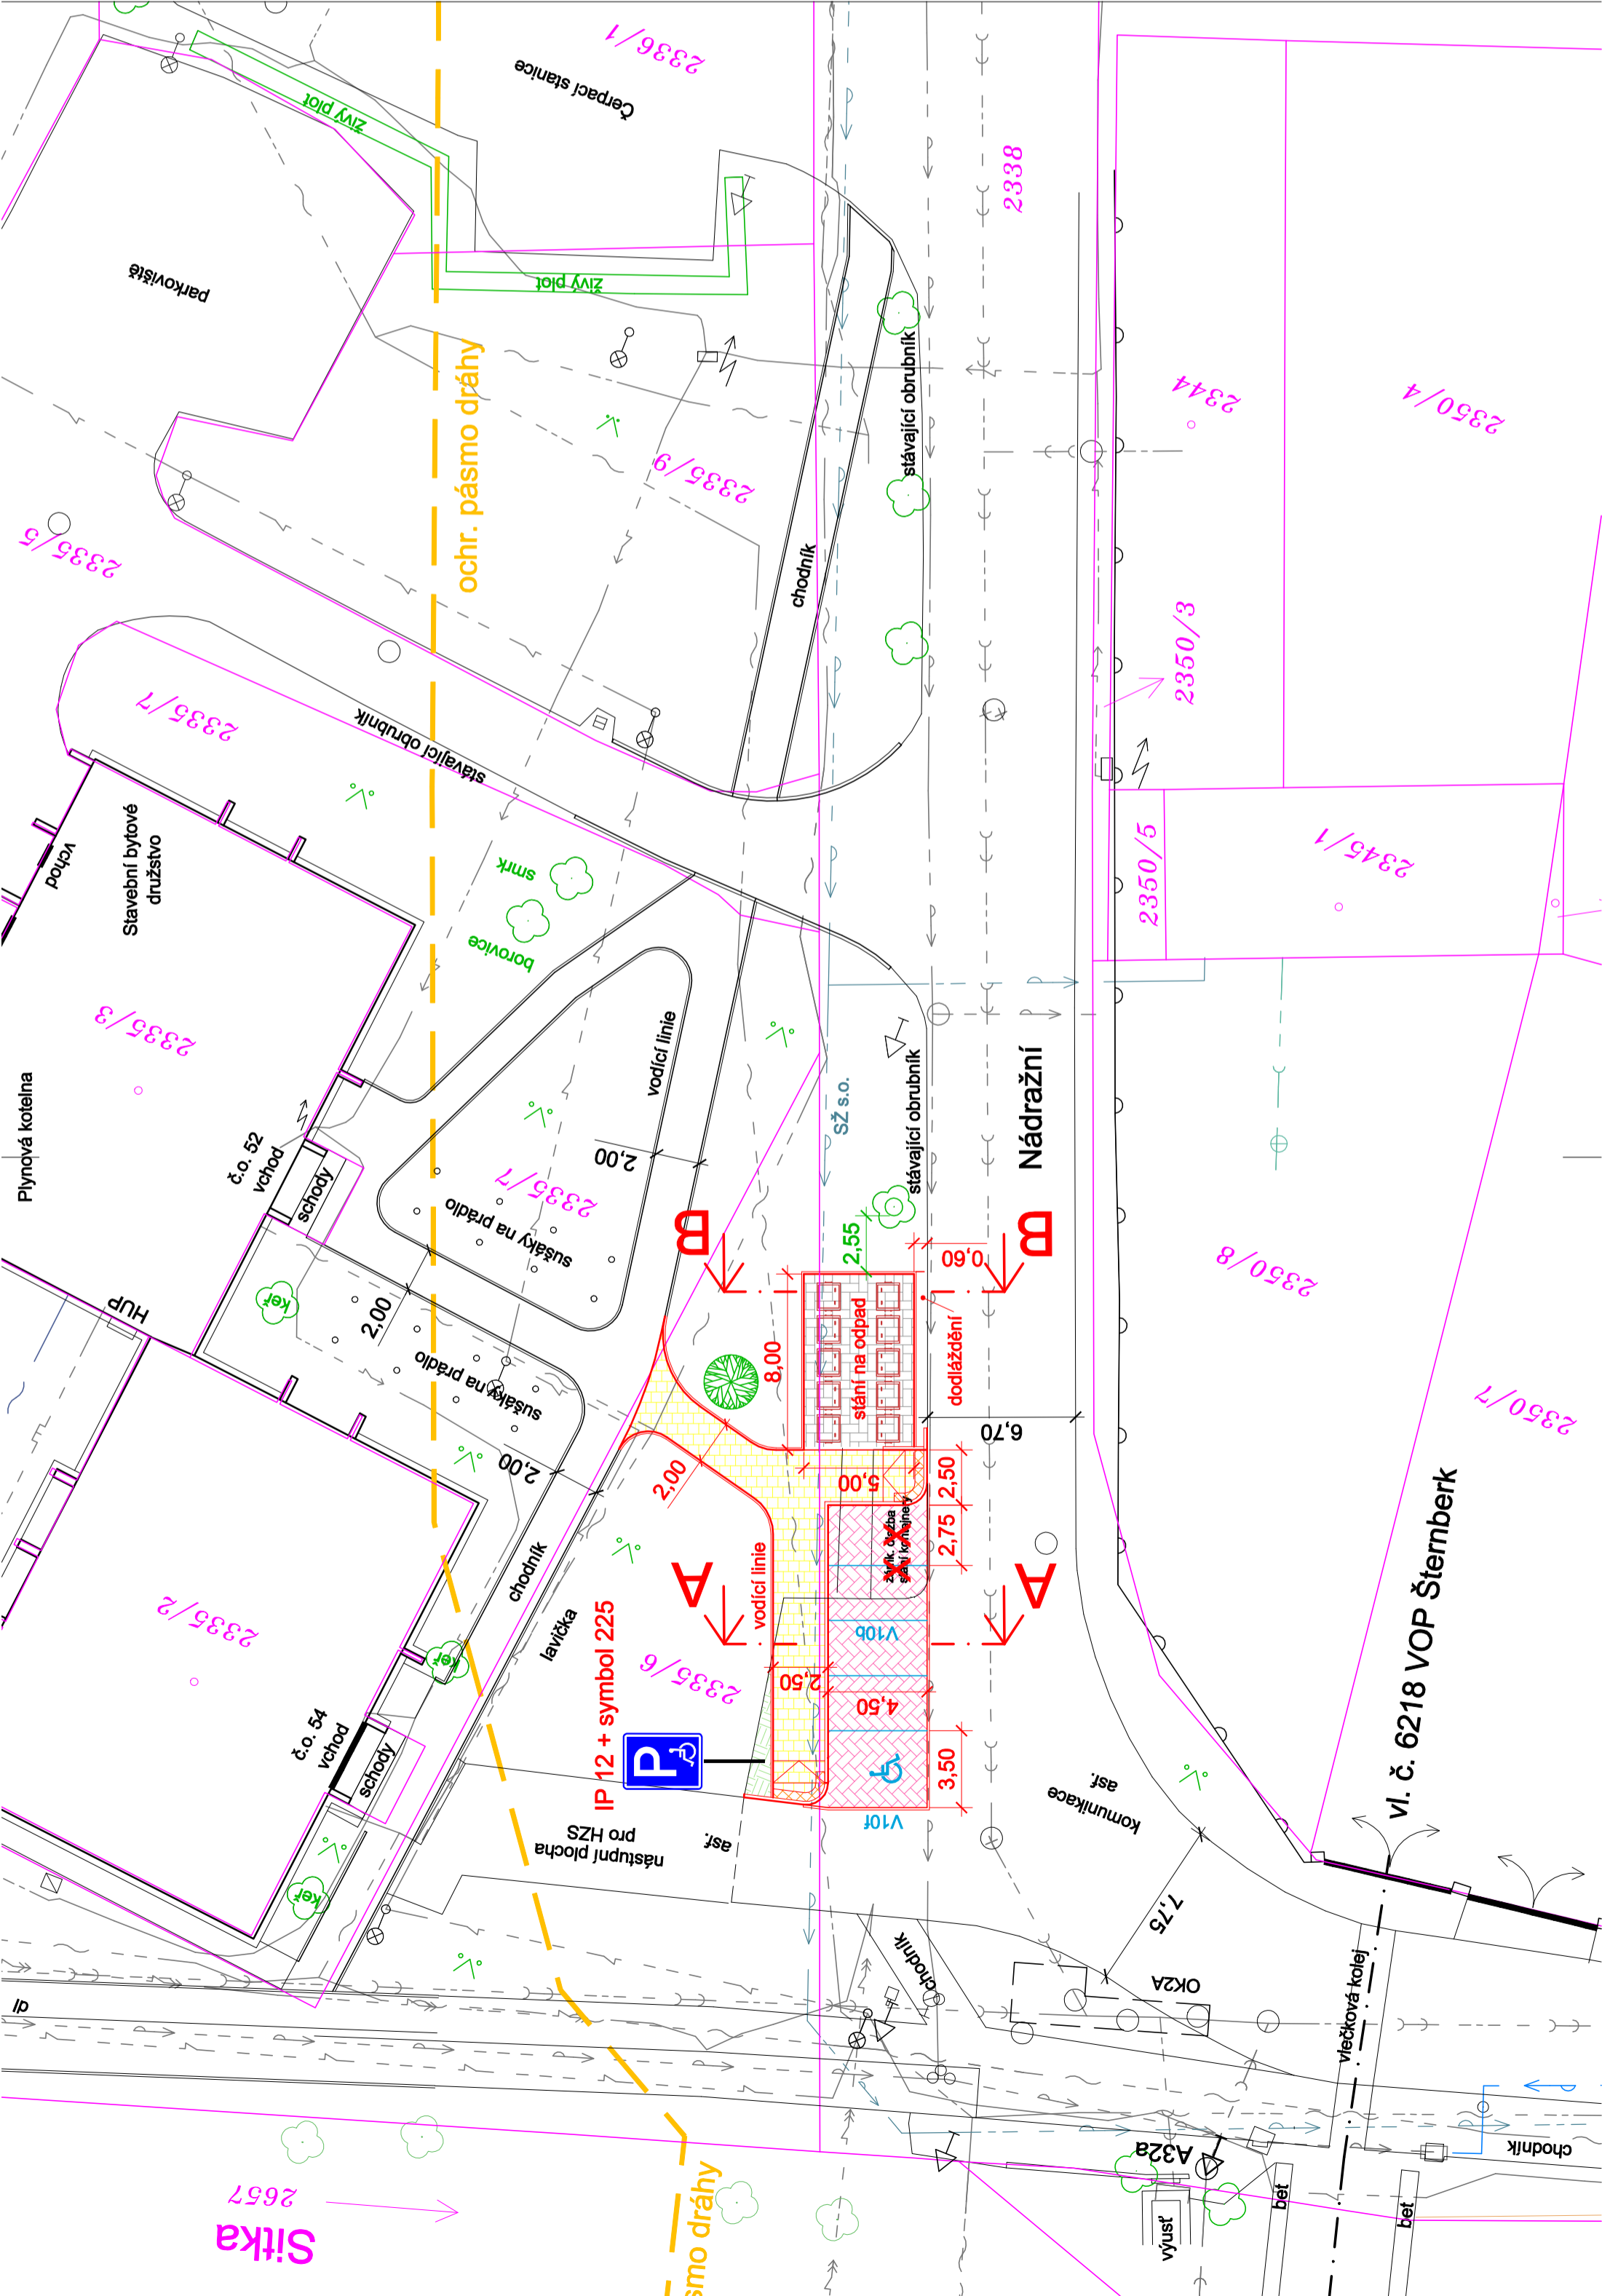 2336/1
Čerpací stanice
živý plot
2338
parkoviště
živý plot
ochr. pásmo dráhy
stávající obrubník
2344
2350/4
2335/9
2335/5
chodník
2350/3
2335/7
stávající obrubník
vchod
Stavební bytové
družstvo
smrk
borovice
2350/5
2345/1
2335/3
Plynová kotelna
vodící linie
SŽ s.o.
stávající obrubník
Nádražní
č.o. 52
vchod
schody
2,00
2335/7
sušáky na prádlo
B
B
2,55
0,60
2350/8
keř
HUP
2,00
sušáky na prádlo
8,00
stání na odpad
dodláždění
6,70
2350/7
2,00
2,00
5,00
2,50
2,75
chodník
vodící linie
A
A
lavička
IP 12 + symbol 225
2335/6
2335/2
keř
V10b
2,50
4,50
3,50
P
V10f
č.o. 54
vchod
schody
nástupní plocha
pro HZS
asf.
komunikace
asf.
vl. č. 6218 VOP Šternberk
keř
7,75
chodník
OK2A
vlečková kolej
dl
A32a
chodník
výusť
bet
bet
2657
Sitka
smo dráhy